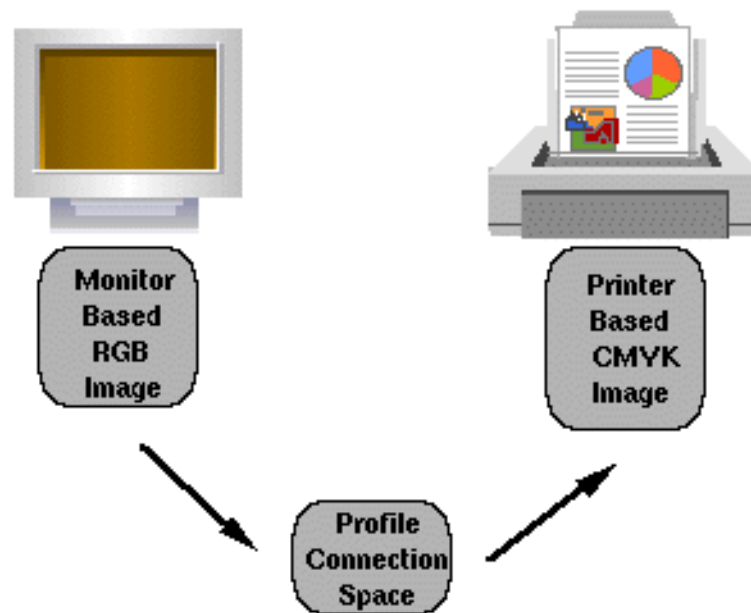 Monitor
Based
RGB
Image
Printer
Based
CMYK
Image
Profile
Connection
Space